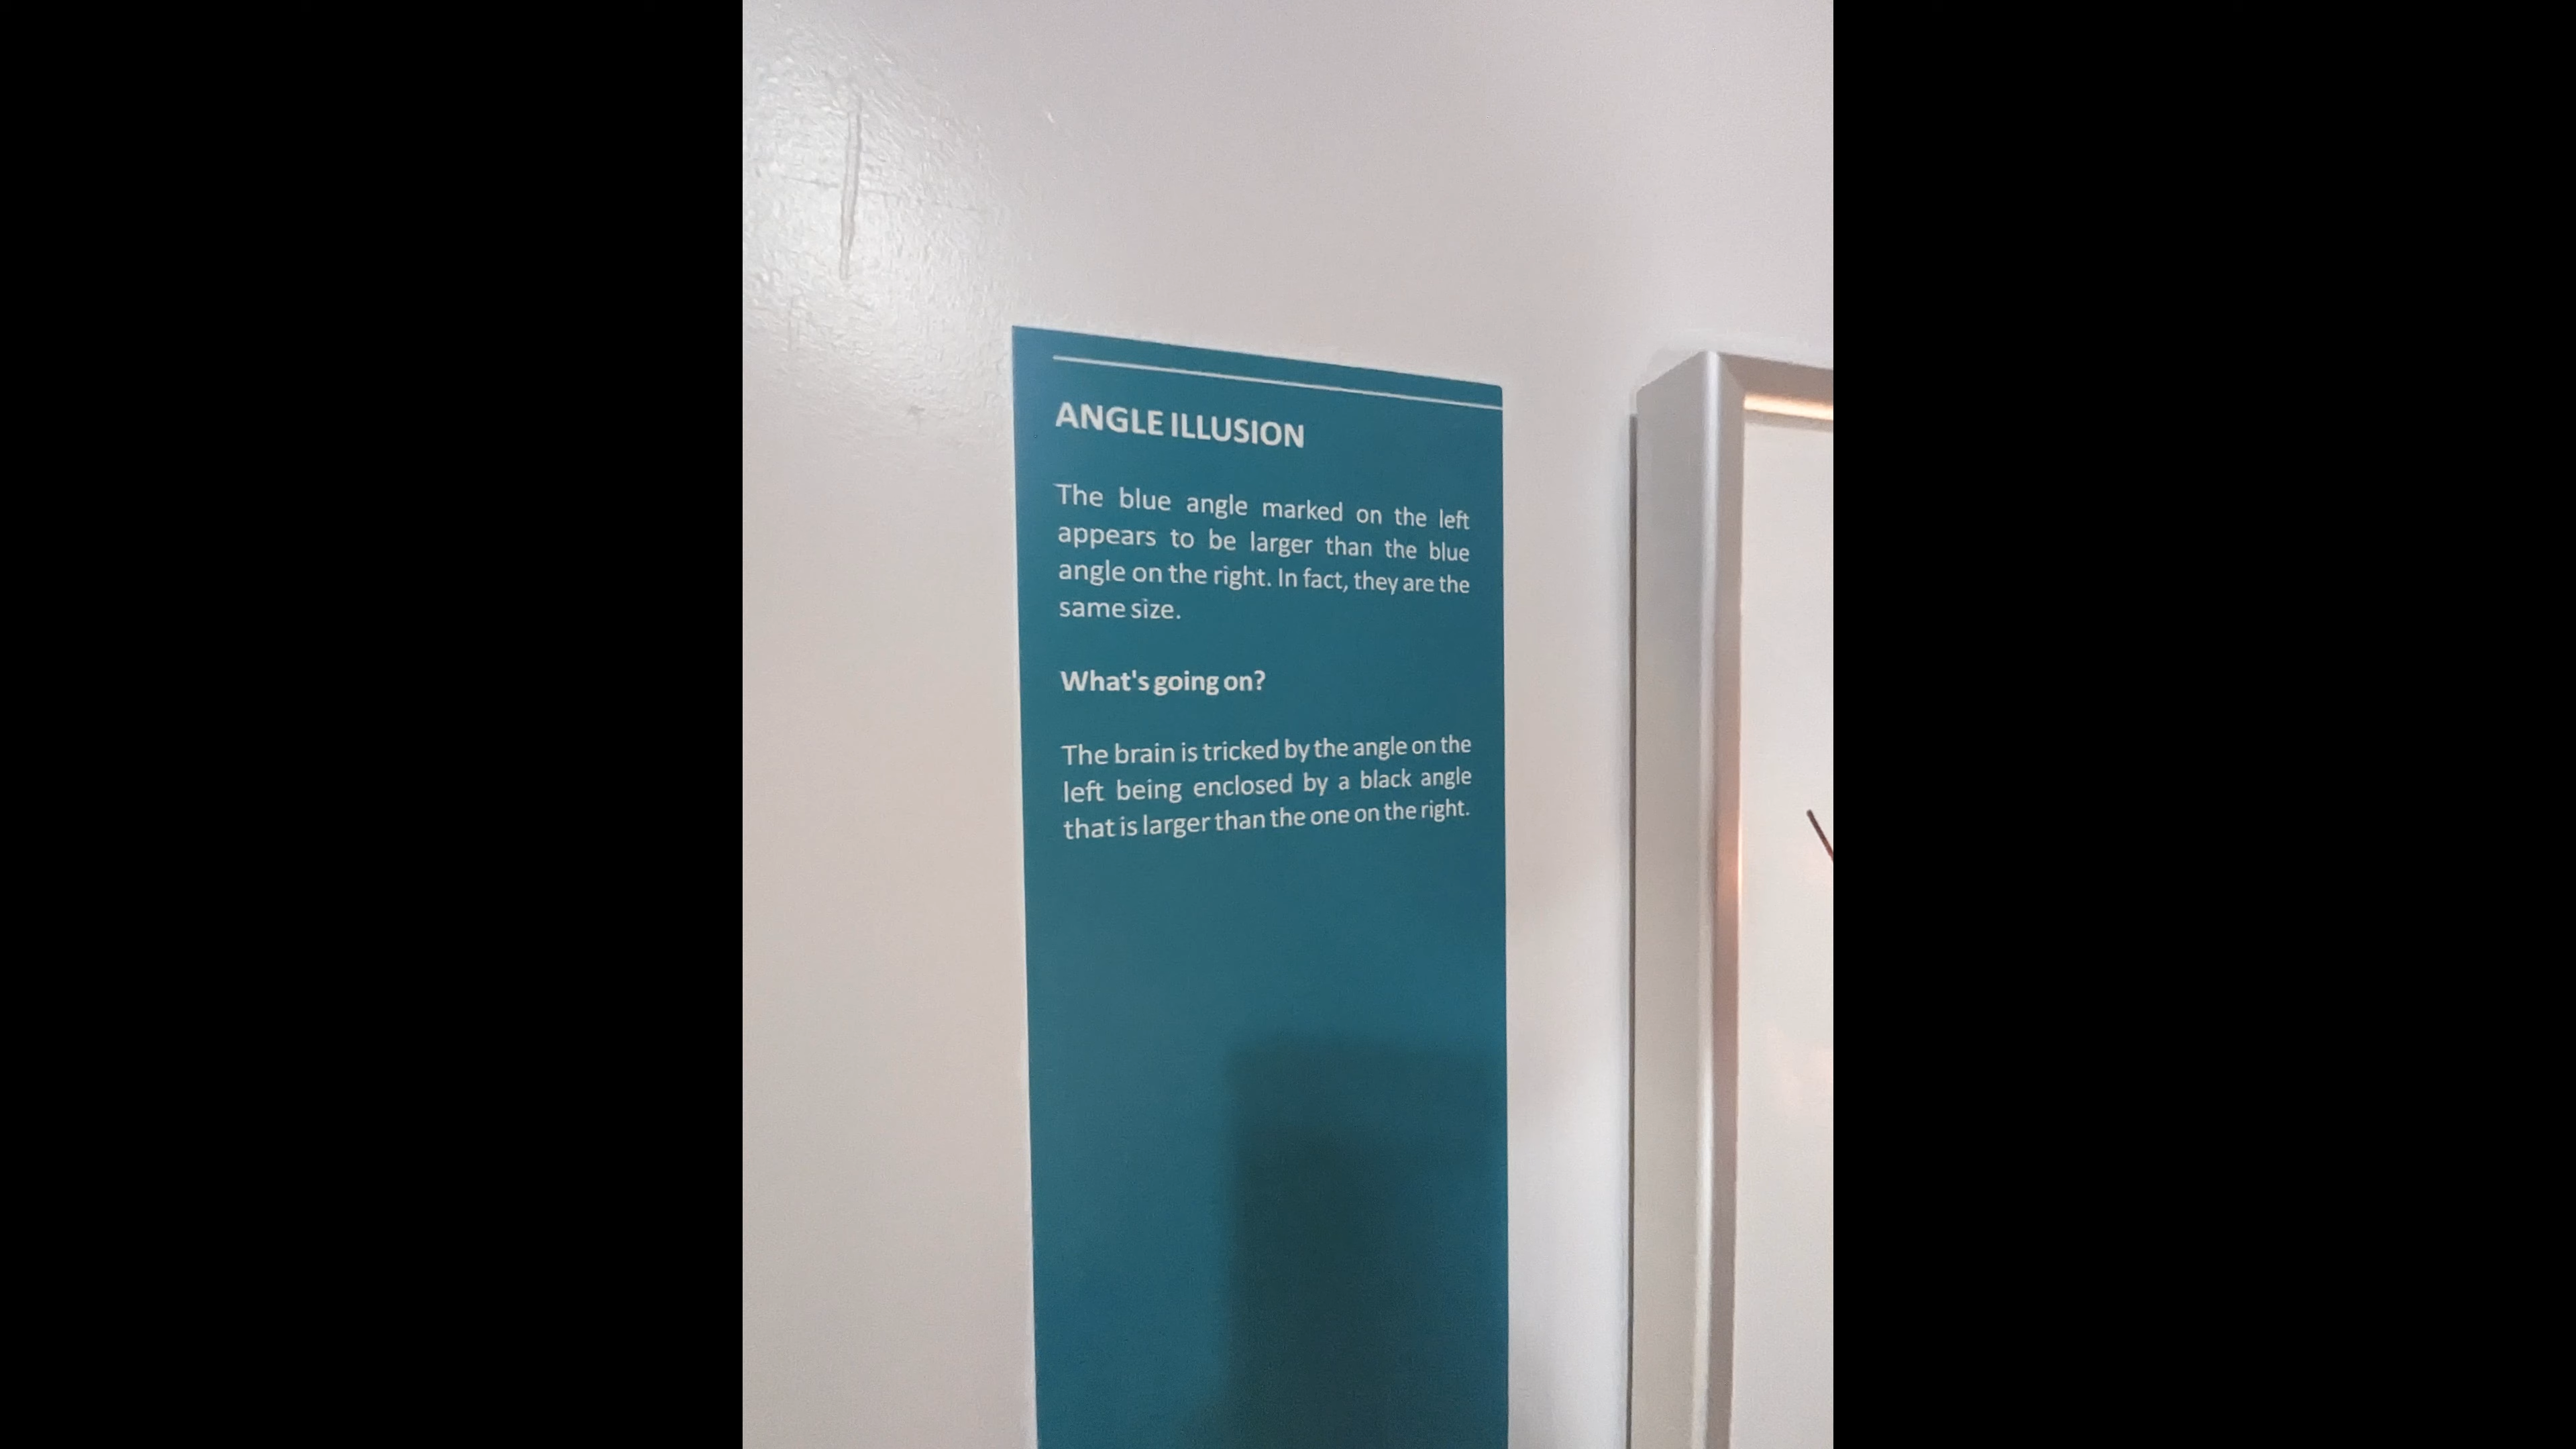 ANGLE ILLUSION
The blue angle marked on the left
appears to be larger than the blue
angle on the right. In fact, they are the
same size.
What's going on?
The brain is tricked by the angle on the
left being enclosed by a black angle
that is larger than the one on the right.